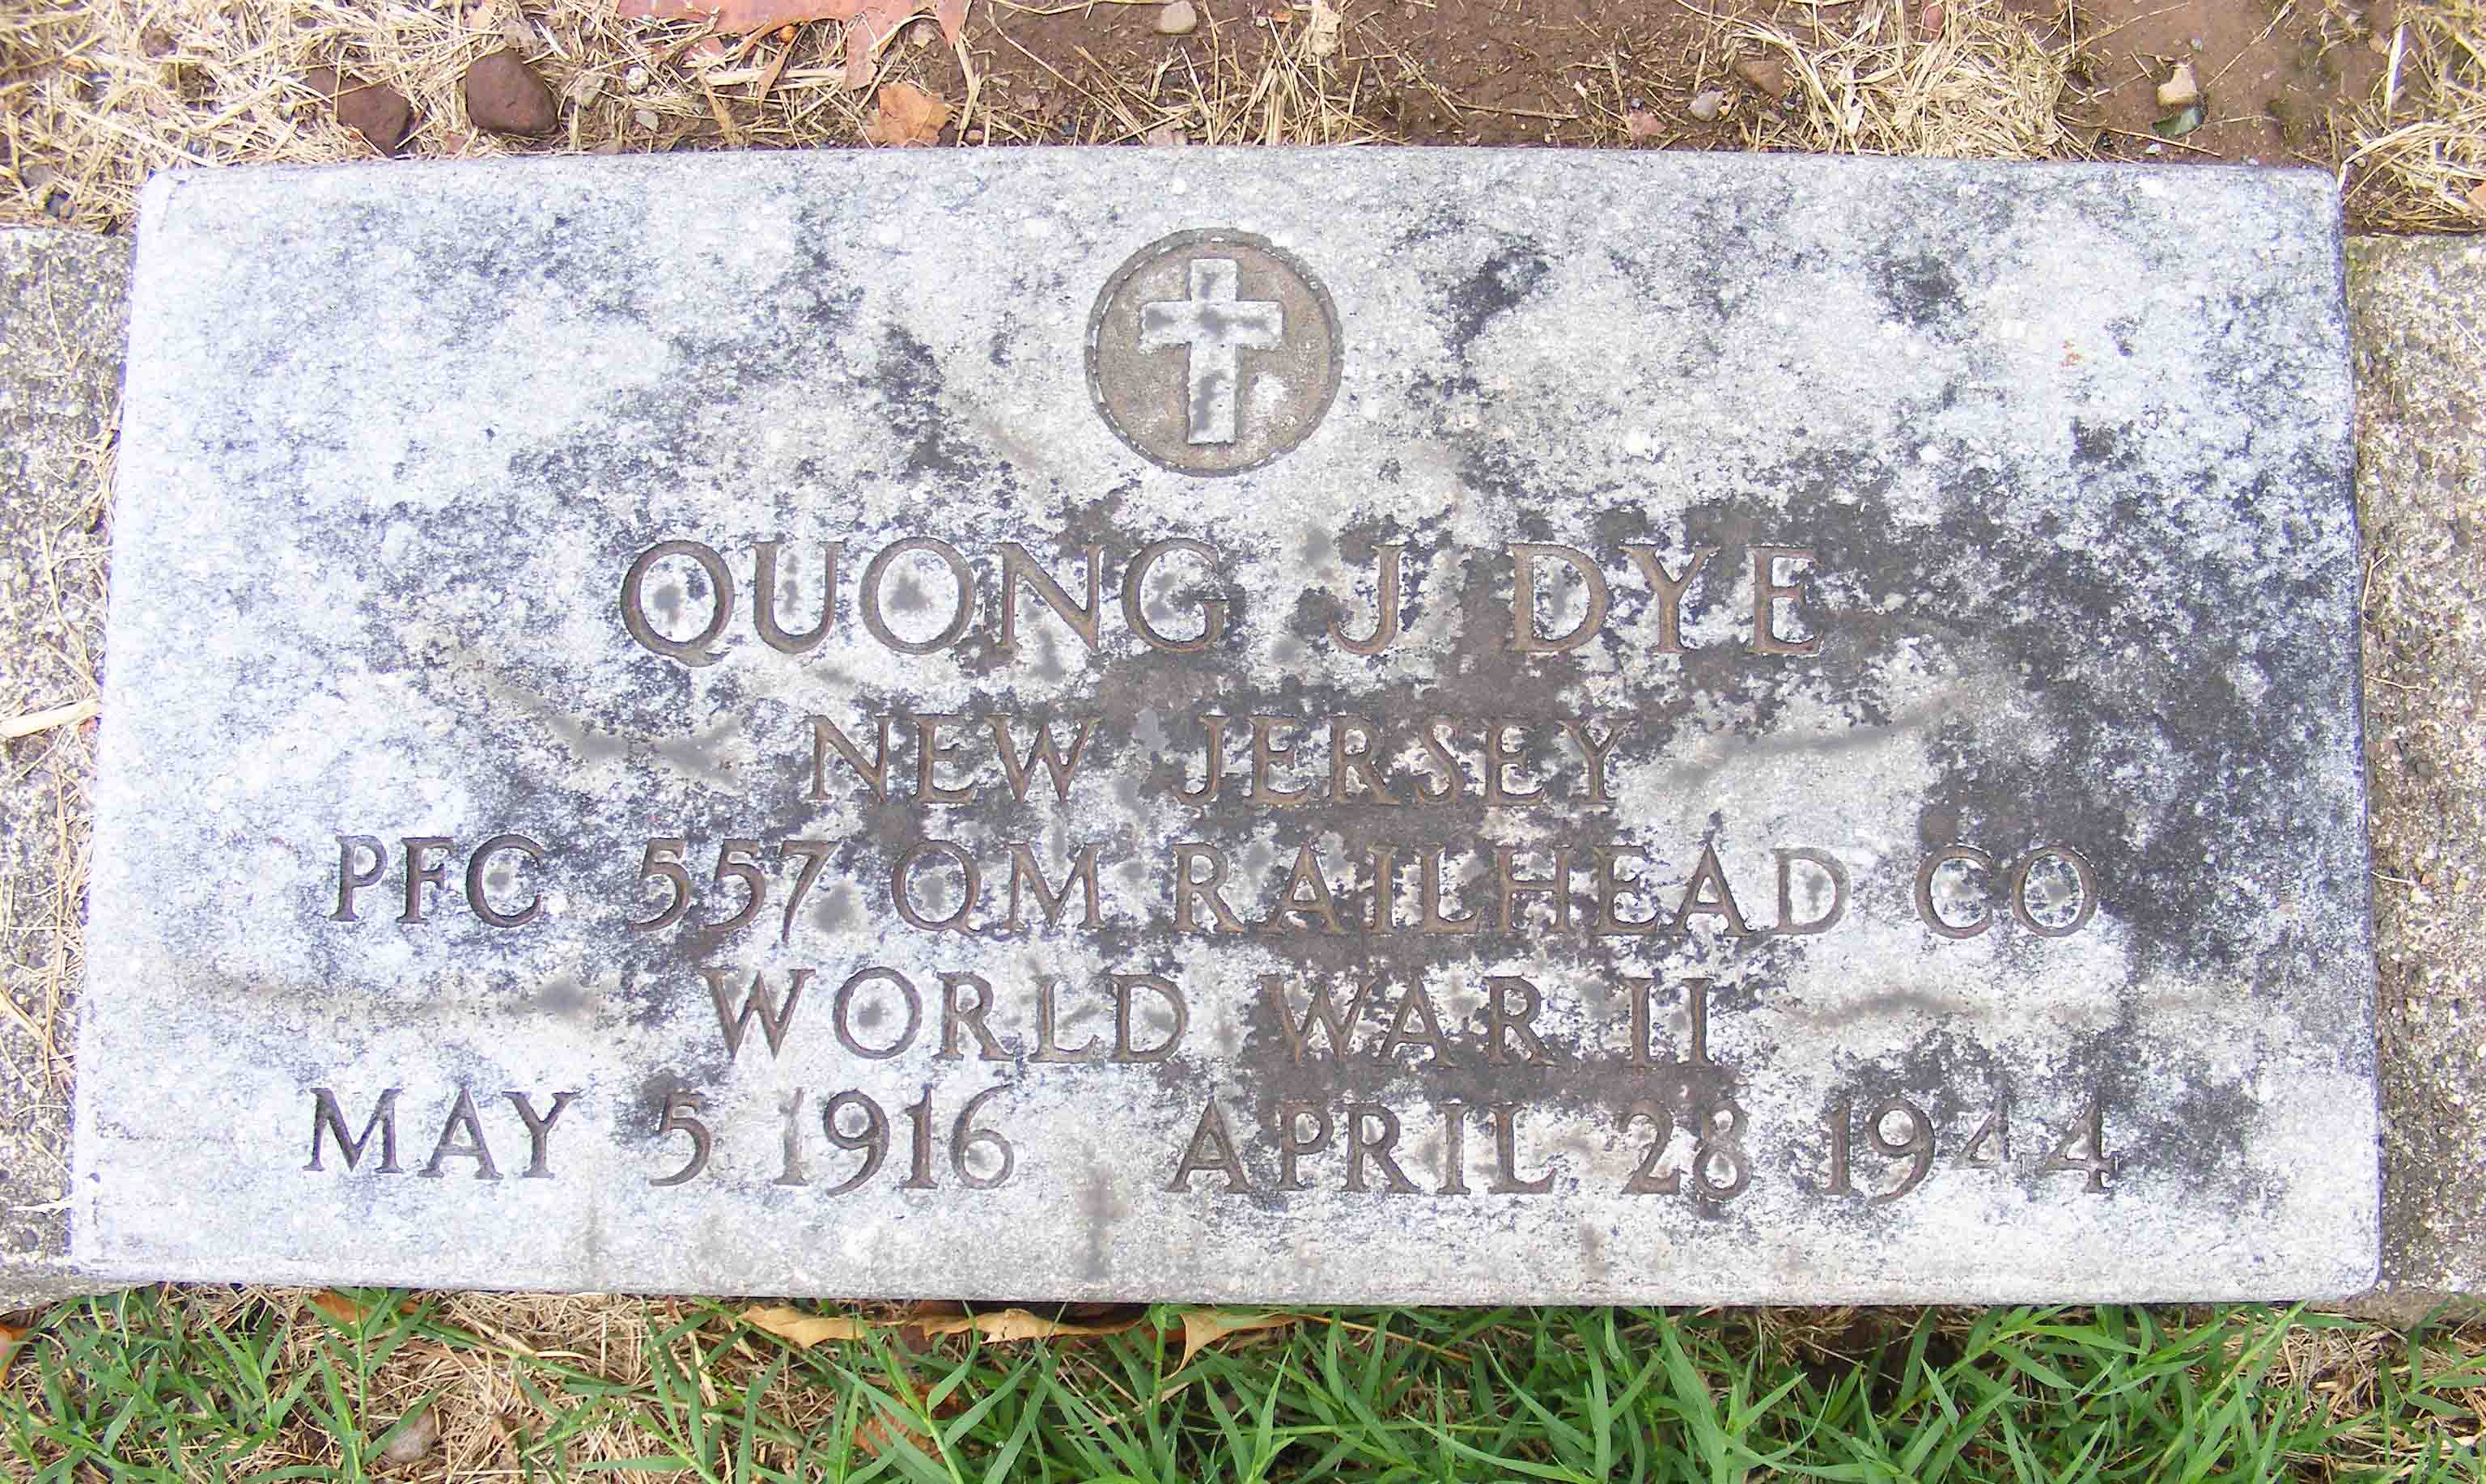 QUONG J DYE
NEW JERSEY
PFC 557 QM RAILHEAD CO
WORLD WAR II
MAY 5 1916 APRIL 28 1944